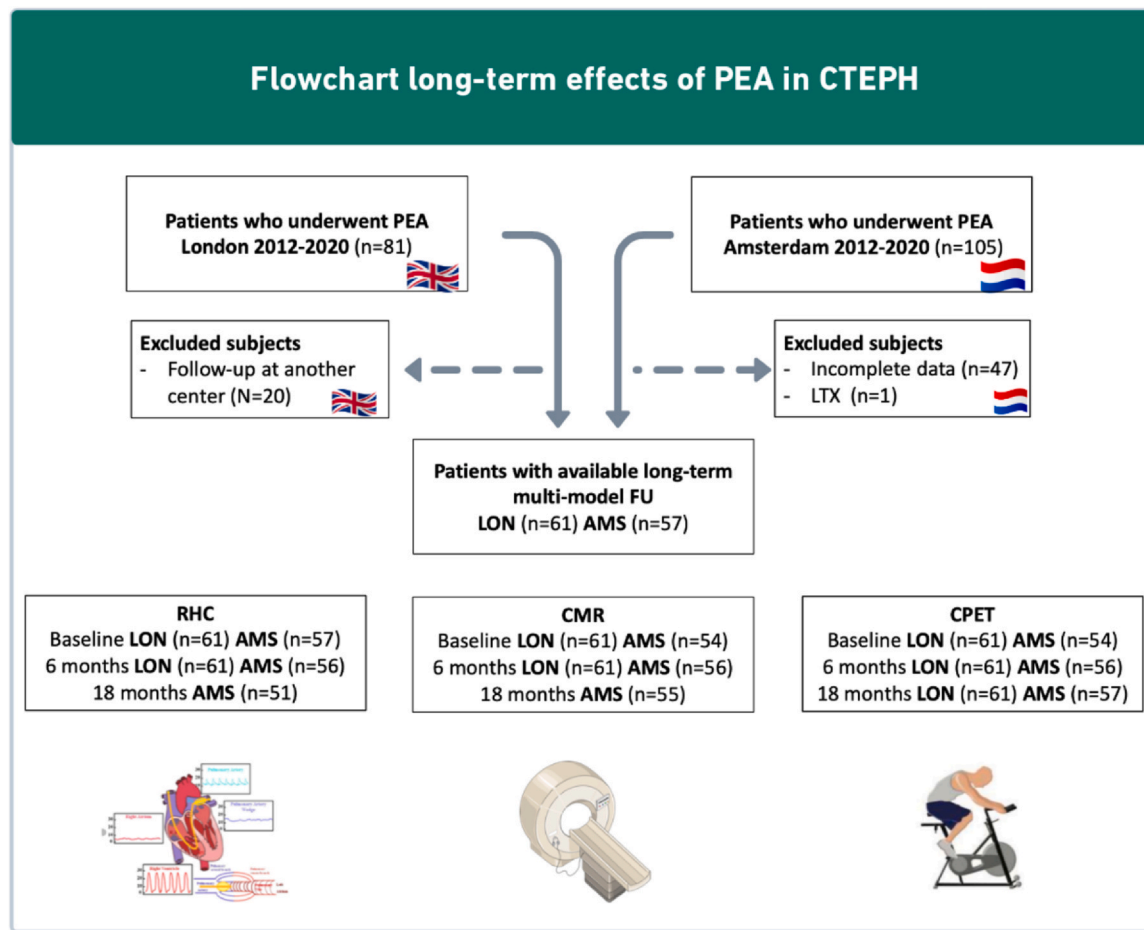 Flowchart long-term effects of PEA in CTEPH
Patients who underwent PEA
London 2012-2020 (n=81)
Patients who underwent PEA
Amsterdam 2012-2020 (n=105)
Excluded subjects
- Follow-up at another
center (N=20)
Excluded subjects
- Incomplete data (n=47)
- LTX (n=1)
Patients with available long-term
multi-model FU
LON (n=61) AMS (n=57)
RHC
Baseline LON (n=61) AMS (n=57)
6 months LON (n=61) AMS (n=56)
18 months AMS (n=51)
CMR
Baseline LON (n=61) AMS (n=54)
6 months LON (n=61) AMS (n=56)
18 months AMS (n=55)
CPET
Baseline LON (n=61) AMS (n=54)
6 months LON (n=61) AMS (n=56)
18 months LON (n=61) AMS (n=57)